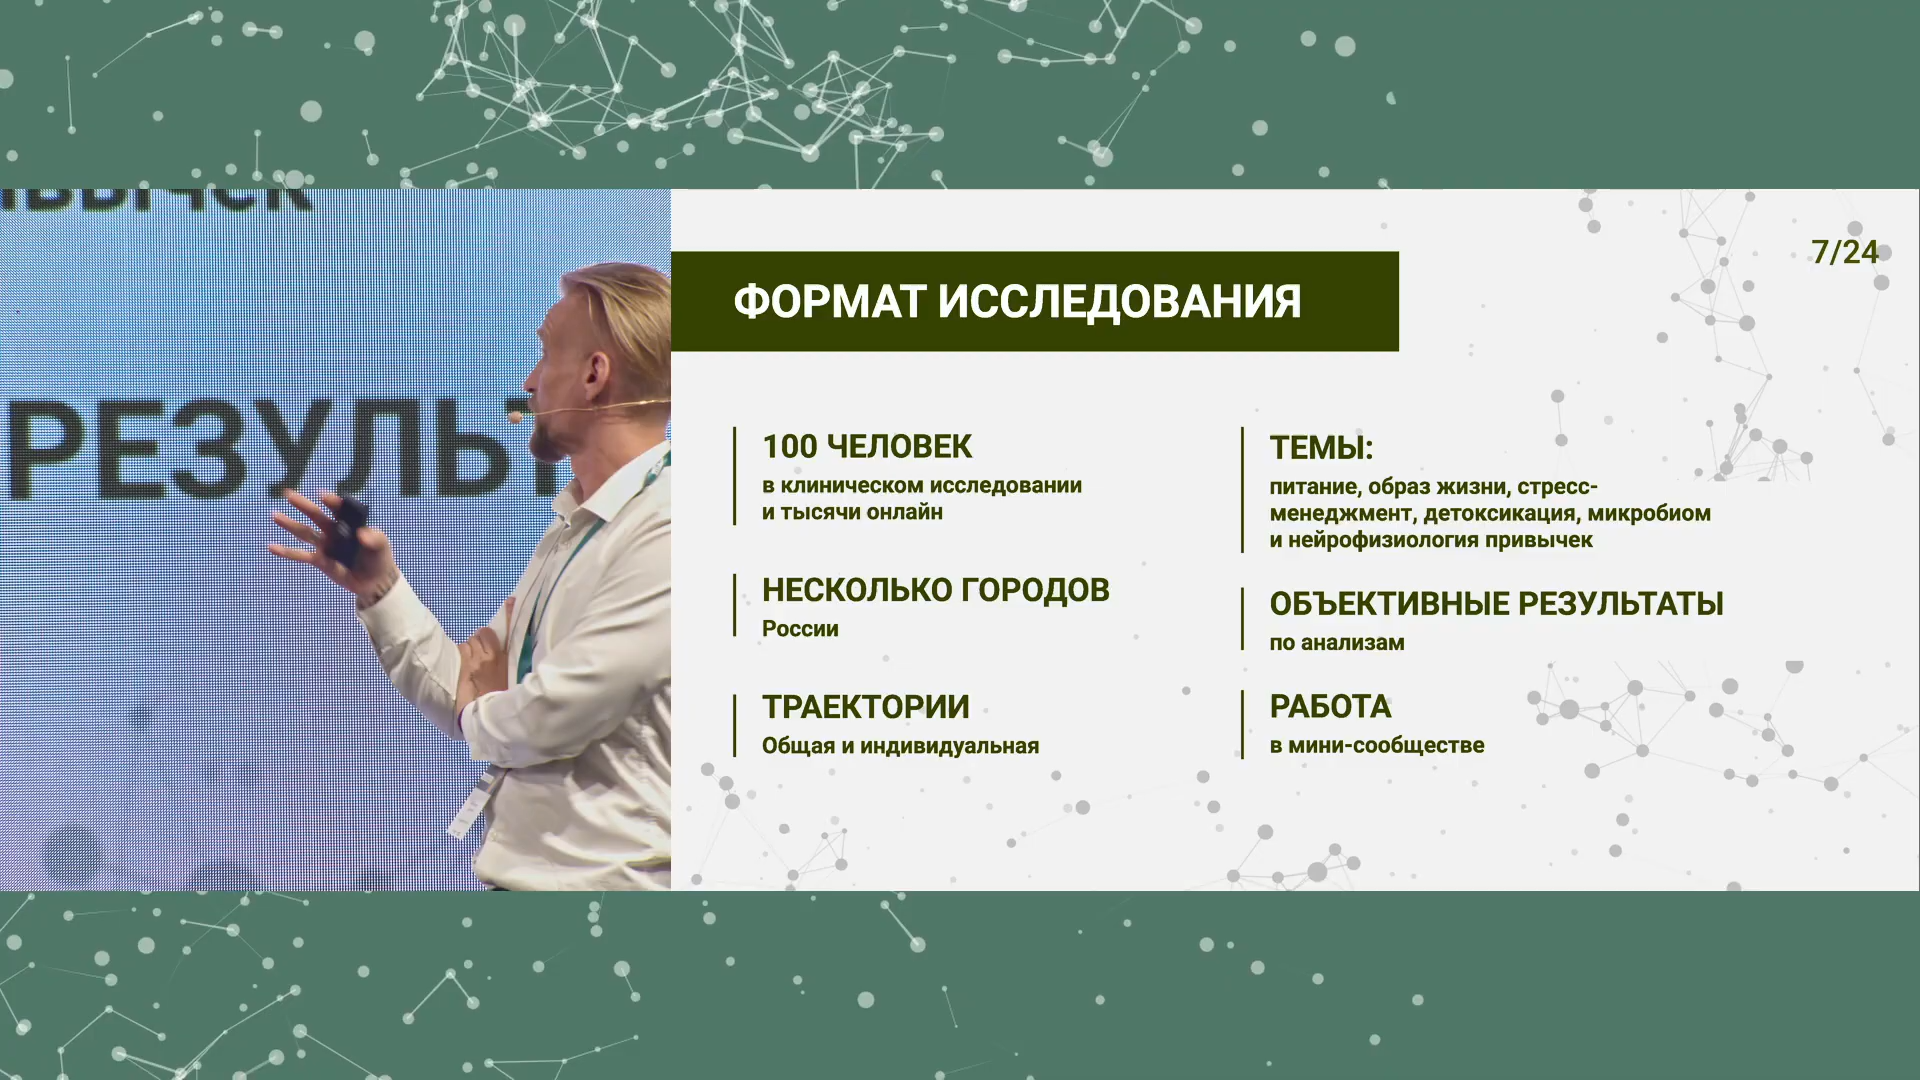 РЕЗУЛЬТ
7/24
ФОРМАТ ИССЛЕДОВАНИЯ
100 ЧЕЛОВЕК
в клиническом исследовании
и тысячи онлайн
НЕСКОЛЬКО ГОРОДОВ
России
ТРАЕКТОРИИ
Общая и индивидуальная
ТЕМЫ:
питание, образ жизни, стресс-
менеджмент, детоксикация, микробиом
и нейрофизиология привычек
ОБЪЕКТИВНЫЕ РЕЗУЛЬТАТЫ
по анализам
РАБОТА
в мини-сообществе